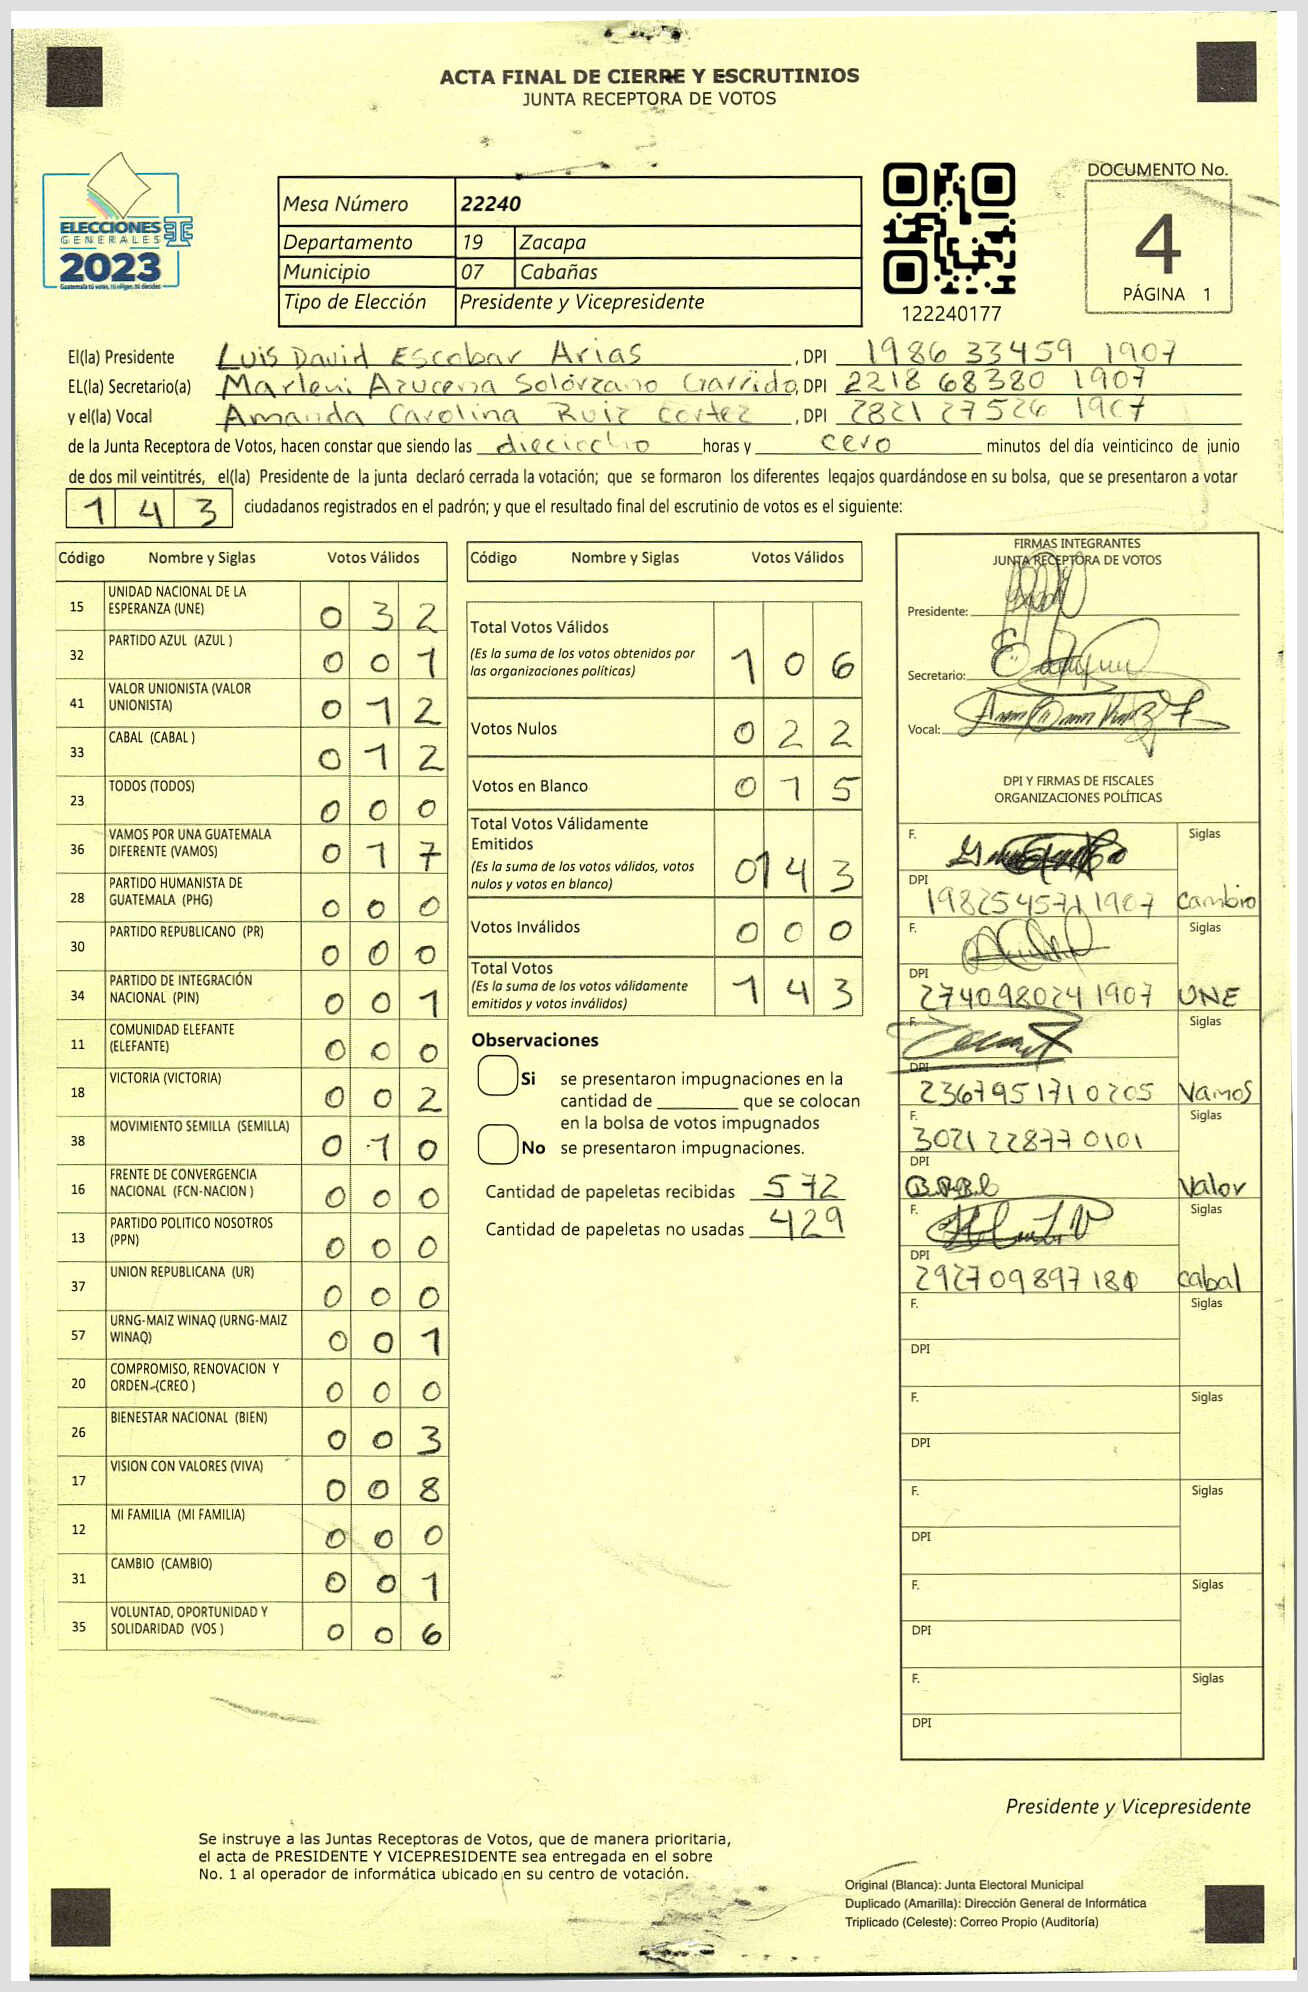 ACTA FINAL DE CIERRE Y ESCRUTINIOS
JUNTA RECEPTORA DE VOTOS
ELECCIONES
GENERALES
2023
Guatemala tú votas, tú eliges, tú decides
Mesa Número 22240
Departamento 19 Zacapa
Municipio 07 Cabañas
Tipo de Elección Presidente y Vicepresidente
122240177
DOCUMENTO No.
4
PÁGINA 1
El(la) Presidente Luis David Escobar Arias , DPI 1986 33459 1907
EL(la) Secretario(a) Marleni Azucena Solórzano Garrido, DPI 2218 68380 1907
y el(la) Vocal Amanda Carolina Ruiz Cortez , DPI 2821 27526 1907
de la Junta Receptora de Votos, hacen constar que siendo las dieciocho horas y cero minutos del día veinticinco de junio
de dos mil veintitrés, el(la) Presidente de la junta declaró cerrada la votación; que se formaron los diferentes legajos quardándose en su bolsa, que se presentaron a votar
1 4 3 ciudadanos registrados en el padrón; y que el resultado final del escrutinio de votos es el siguiente:
Código Nombre y Siglas Votos Válidos
15 UNIDAD NACIONAL DE LA ESPERANZA (UNE) 0 3 2
32 PARTIDO AZUL (AZUL ) 0 0 1
41 VALOR UNIONISTA (VALOR UNIONISTA) 0 1 2
33 CABAL (CABAL ) 0 1 2
23 TODOS (TODOS) 0 0 0
36 VAMOS POR UNA GUATEMALA DIFERENTE (VAMOS) 0 1 7
28 PARTIDO HUMANISTA DE GUATEMALA (PHG) 0 0 0
30 PARTIDO REPUBLICANO (PR) 0 0 0
34 PARTIDO DE INTEGRACIÓN NACIONAL (PIN) 0 0 1
11 COMUNIDAD ELEFANTE (ELEFANTE) 0 0 0
18 VICTORIA (VICTORIA) 0 0 2
38 MOVIMIENTO SEMILLA (SEMILLA) 0 1 0
16 FRENTE DE CONVERGENCIA NACIONAL (FCN-NACION ) 0 0 0
13 PARTIDO POLITICO NOSOTROS (PPN) 0 0 0
37 UNION REPUBLICANA (UR) 0 0 0
57 URNG-MAIZ WINAQ (URNG-MAIZ WINAQ) 0 0 1
20 COMPROMISO, RENOVACION Y ORDEN (CREO ) 0 0 0
26 BIENESTAR NACIONAL (BIEN) 0 0 3
17 VISION CON VALORES (VIVA) 0 0 8
12 MI FAMILIA (MI FAMILIA) 0 0 0
31 CAMBIO (CAMBIO) 0 0 1
35 VOLUNTAD, OPORTUNIDAD Y SOLIDARIDAD (VOS ) 0 0 6
Código Nombre y Siglas Votos Válidos
Total Votos Válidos
(Es la suma de los votos obtenidos por
las organizaciones políticas) 1 0 6
Votos Nulos 0 2 2
Votos en Blanco 0 1 5
Total Votos Válidamente
Emitidos
(Es la suma de los votos válidos, votos
nulos y votos en blanco) 0 1 4 3
Votos Inválidos 0 0 0
Total Votos
(Es la suma de los votos válidamente
emitidos y votos inválidos) 1 4 3
Observaciones
Si se presentaron impugnaciones en la
cantidad de ________ que se colocan
en la bolsa de votos impugnados
No se presentaron impugnaciones.
Cantidad de papeletas recibidas 572
Cantidad de papeletas no usadas 429
FIRMAS INTEGRANTES
JUNTA RECEPTORA DE VOTOS
Presidente:
Secretario:
Vocal:
DPI Y FIRMAS DE FISCALES
ORGANIZACIONES POLÍTICAS
F. Siglas
DPI 198254571 1907 Cambio
F. Siglas
DPI 274098024 1907 UNE
F. Siglas
DPI 2367951710205 Vamos
F. 3021 22877 0101 Siglas
DPI B.P.B.C Valor
F. Siglas
DPI 292709897180 cabal
F. Siglas
DPI
F. Siglas
DPI
F. Siglas
DPI
F. Siglas
DPI
F. Siglas
DPI
Presidente y Vicepresidente
Se instruye a las Juntas Receptoras de Votos, que de manera prioritaria,
el acta de PRESIDENTE Y VICEPRESIDENTE sea entregada en el sobre
No. 1 al operador de informática ubicado en su centro de votación.
Original (Blanca): Junta Electoral Municipal
Duplicado (Amarilla): Dirección General de Informática
Triplicado (Celeste): Correo Propio (Auditoría)